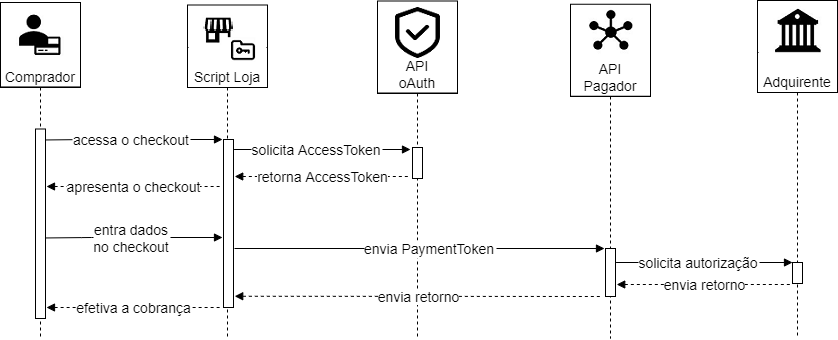 Comprador
Script Loja
API
oAuth
API
Pagador
Adquirente
acessa o checkout
solicita AccessToken
retorna AccessToken
apresenta o checkout
entra dados
no checkout
envia PaymentToken
solicita autorização
envia retorno
envia retorno
efetiva a cobrança